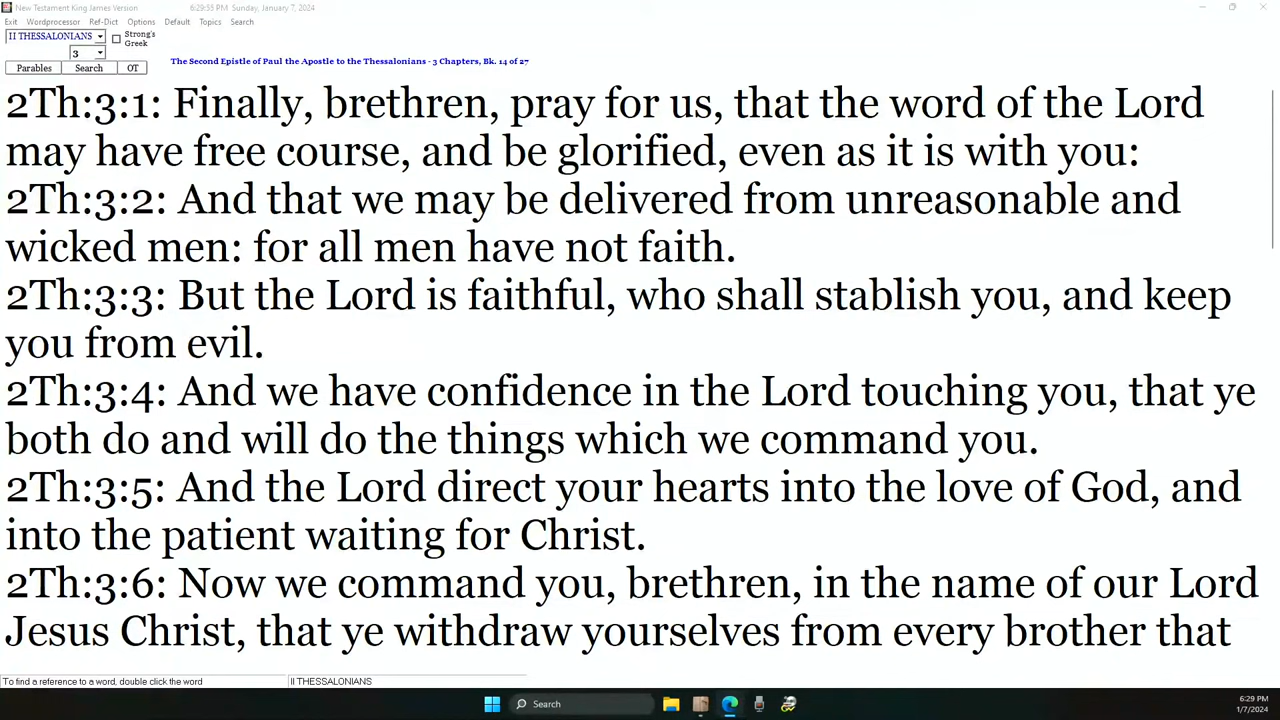 New Testament King James Version 6:29:53 PM Sunday, January 7, 2024
Exit Wordprocessor Ref-Dict Options Default Topics Search
II THESSALONIANS
Strong's
Greek
3
Parables Search OT
The Second Epistle of Paul the Apostle to the Thessalonians - 3 Chapters, Bk. 14 of 27
2Th:3:1: Finally, brethren, pray for us, that the word of the Lord
may have free course, and be glorified, even as it is with you:
2Th:3:2: And that we may be delivered from unreasonable and
wicked men: for all men have not faith.
2Th:3:3: But the Lord is faithful, who shall stablish you, and keep
you from evil.
2Th:3:4: And we have confidence in the Lord touching you, that ye
both do and will do the things which we command you.
2Th:3:5: And the Lord direct your hearts into the love of God, and
into the patient waiting for Christ.
2Th:3:6: Now we command you, brethren, in the name of our Lord
Jesus Christ, that ye withdraw yourselves from every brother that
To find a reference to a word, double click the word II THESSALONIANS
Search
6:29 PM
1/7/2024